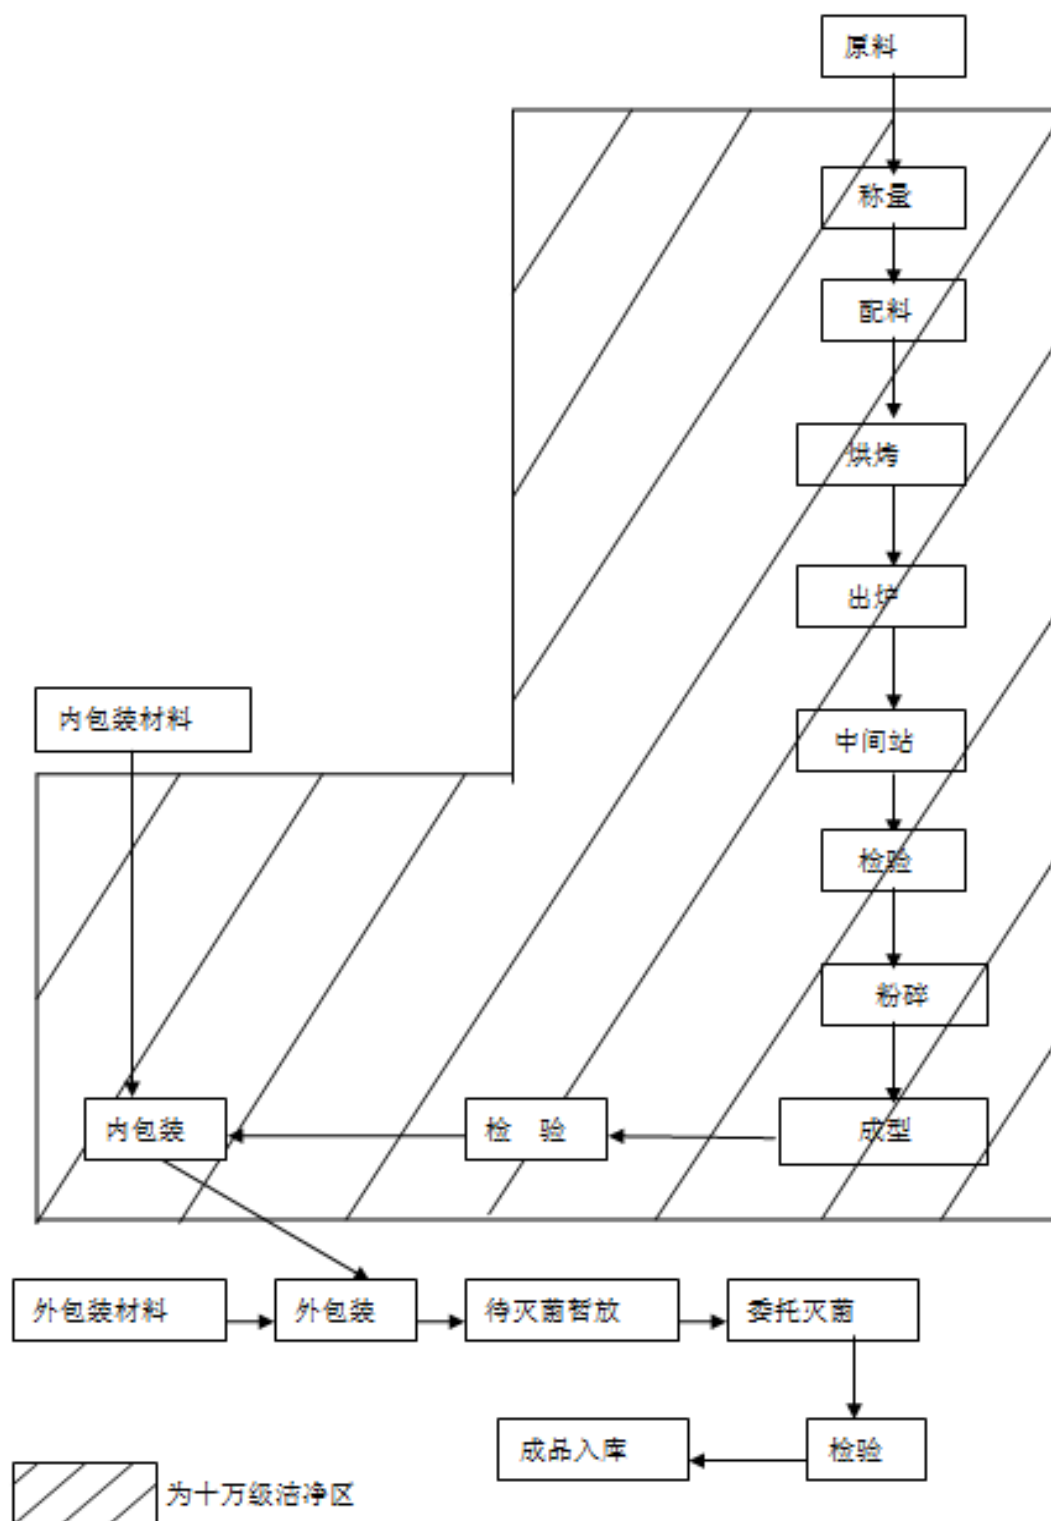 原料
称量
配料
烘烤
出炉
内包装材料
中间站
检验
粉碎
内包装
检 验
成型
外包装材料
外包装
待灭菌暂放
委托灭菌
成品入库
检验
为十万级洁净区